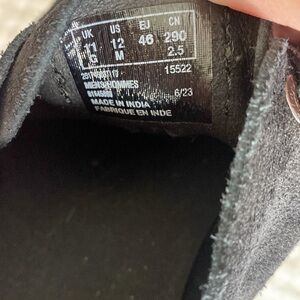 UK US EU CN
11 12 46 290
G M 2.5
15522
MEN'S/HOMMES
6/23
MADE IN INDIA
FABRIQUE EN INDE